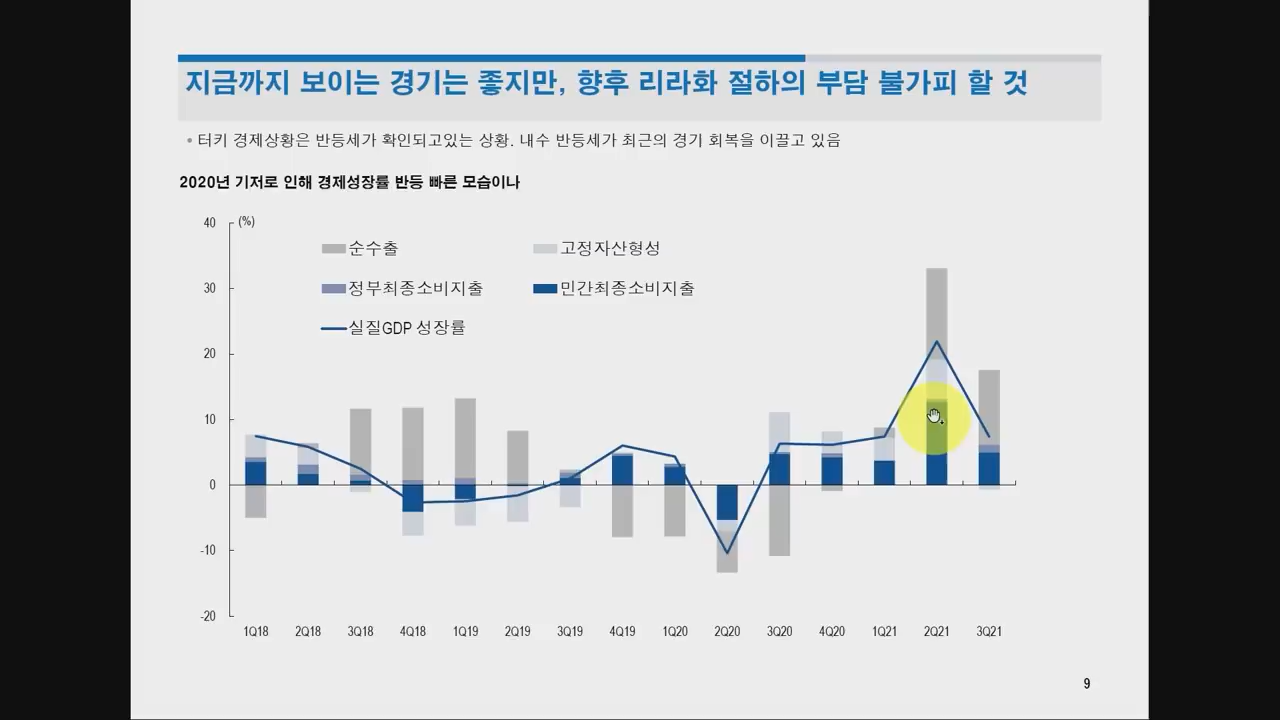 지금까지 보이는 경기는 좋지만, 향후 리라화 절하의 부담 불가피 할 것
• 터키 경제상황은 반등세가 확인되고있는 상황. 내수 반등세가 최근의 경기 회복을 이끌고 있음
2020년 기저로 인해 경제성장률 반등 빠른 모습이나
(%)
순수출
고정자산형성
정부최종소비지출
민간최종소비지출
실질GDP 성장률
40
30
20
10
0
-10
-20
1Q18 2Q18 3Q18 4Q18 1Q19 2Q19 3Q19 4Q19 1Q20 2Q20 3Q20 4Q20 1Q21 2Q21 3Q21
9